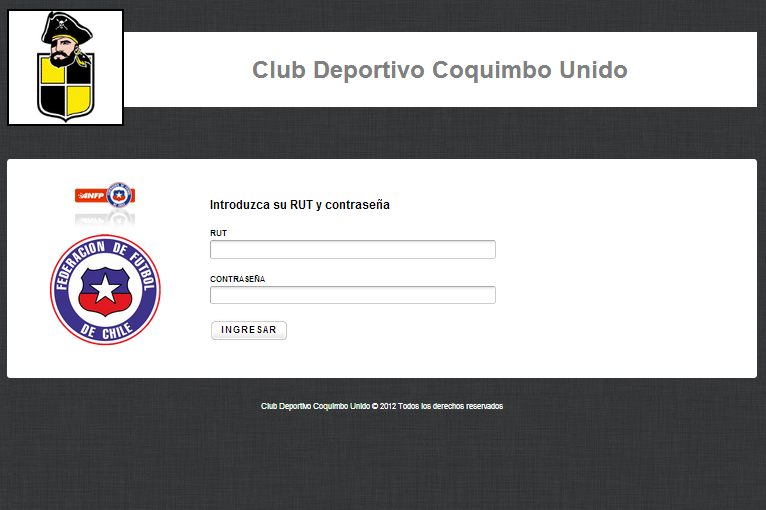 Club Deportivo Coquimbo Unido
ANFP
FEDERACION DE FUTBOL
DE CHILE
Introduzca su RUT y contraseña
RUT
CONTRASEÑA
INGRESAR
Club Deportivo Coquimbo Unido © 2012 Todos los derechos reservados